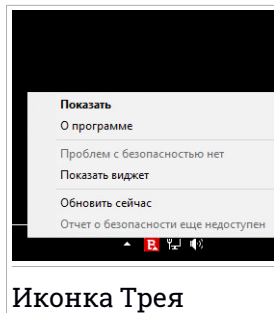 Показать
О программе
Проблем с безопасностью нет
Показать виджет
Обновить сейчас
Отчет о безопасности еще недоступен
Иконка Трея